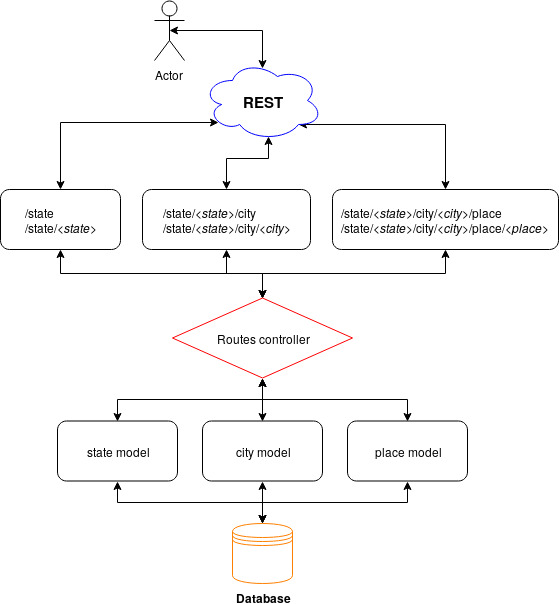 Actor
REST
/state
/state/<state>
/state/<state>/city
/state/<state>/city/<city>
/state/<state>/city/<city>/place
/state/<state>/city/<city>/place/<place>
Routes controller
state model
city model
place model
Database